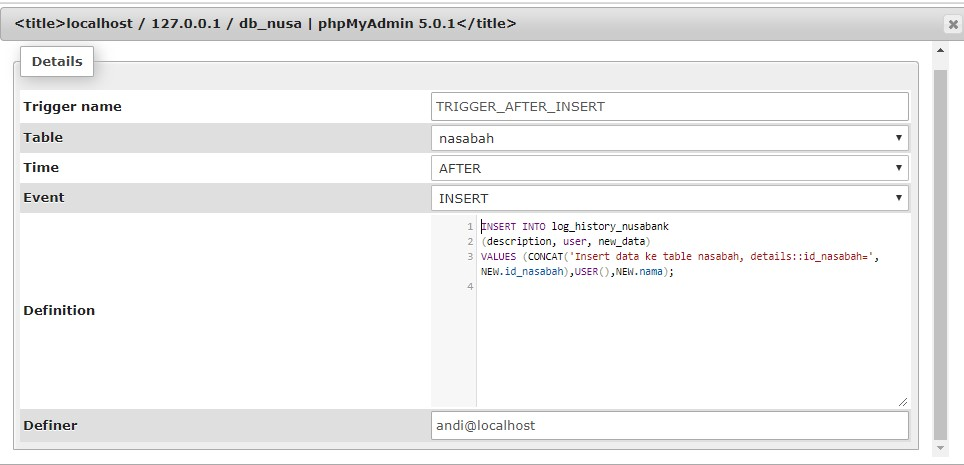 <title>localhost / 127.0.0.1 / db_nusa | phpMyAdmin 5.0.1</title>
Details
Trigger name TRIGGER_AFTER_INSERT
Table nasabah
Time AFTER
Event INSERT
Definition
1 INSERT INTO log_history_nusabank
2 (description, user, new_data)
3 VALUES (CONCAT('Insert data ke table nasabah, details::id_nasabah=',
NEW.id_nasabah),USER(),NEW.nama);
4
Definer andi@localhost